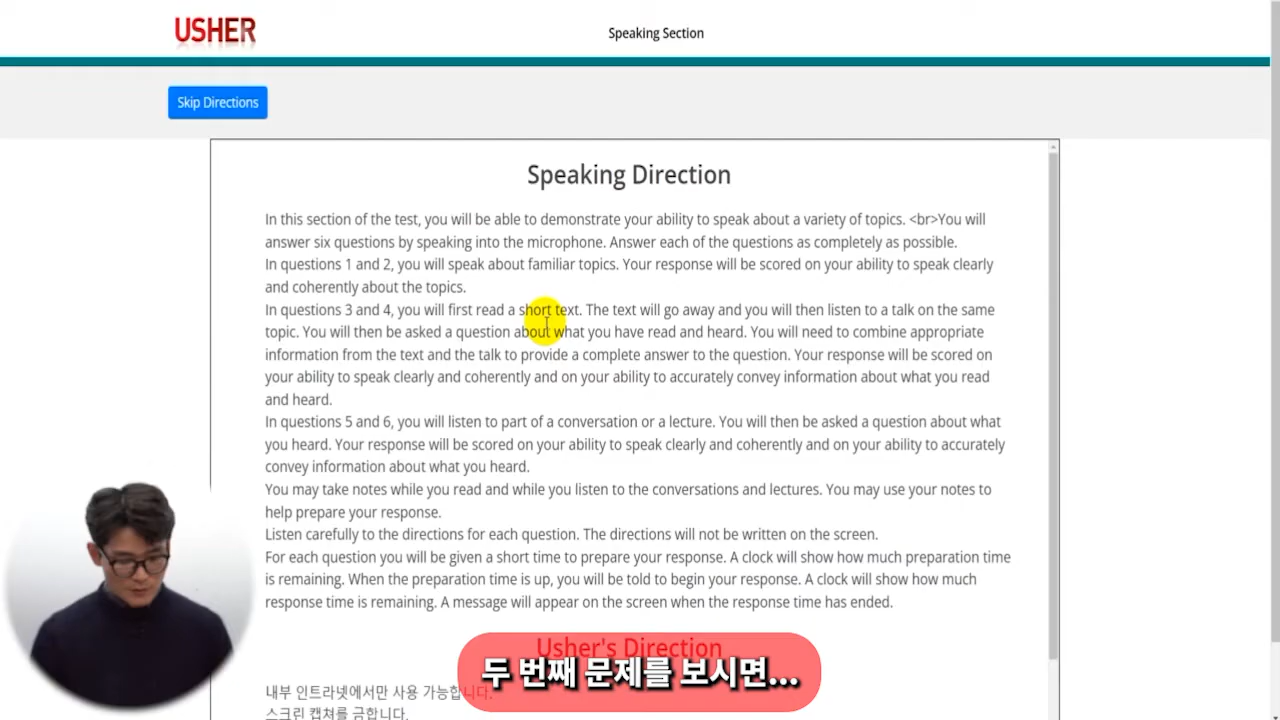 USHER
Speaking Section
Skip Directions
Speaking Direction
In this section of the test, you will be able to demonstrate your ability to speak about a variety of topics. <br>You will
answer six questions by speaking into the microphone. Answer each of the questions as completely as possible.
In questions 1 and 2, you will speak about familiar topics. Your response will be scored on your ability to speak clearly
and coherently about the topics.
In questions 3 and 4, you will first read a short text. The text will go away and you will then listen to a talk on the same
topic. You will then be asked a question about what you have read and heard. You will need to combine appropriate
information from the text and the talk to provide a complete answer to the question. Your response will be scored on
your ability to speak clearly and coherently and on your ability to accurately convey information about what you read
and heard.
In questions 5 and 6, you will listen to part of a conversation or a lecture. You will then be asked a question about what
you heard. Your response will be scored on your ability to speak clearly and coherently and on your ability to accurately
convey information about what you heard.
You may take notes while you read and while you listen to the conversations and lectures. You may use your notes to
help prepare your response.
Listen carefully to the directions for each question. The directions will not be written on the screen.
For each question you will be given a short time to prepare your response. A clock will show how much preparation time
is remaining. When the preparation time is up, you will be told to begin your response. A clock will show how much
response time is remaining. A message will appear on the screen when the response time has ended.
Usher's Direction
두 번째 문제를 보시면...
내부 인트라넷에서만 사용 가능합니다.
스크린 캡쳐를 금합니다.